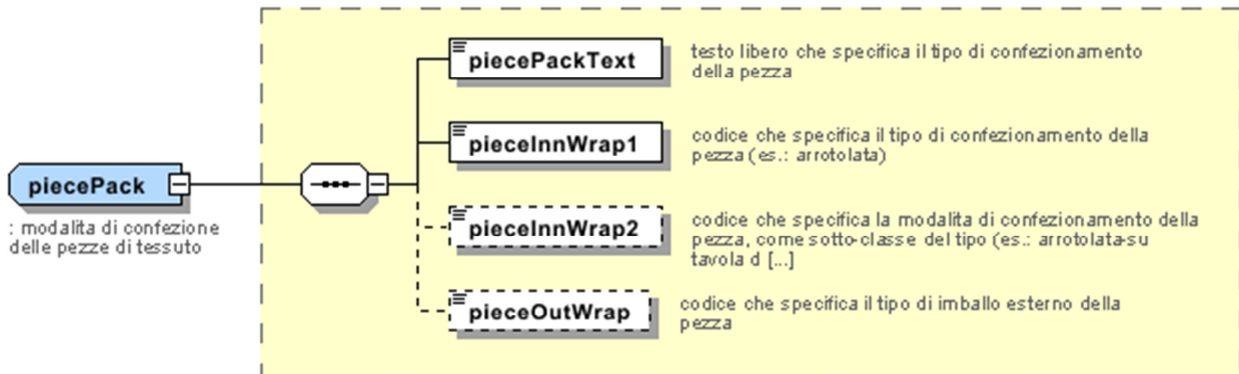 piecePackText
testo libero che specifica il tipo di confezionamento
della pezza
pieceInnWrap1
codice che specifica il tipo di confezionamento della
pezza (es.: arrotolata)
piecePack
: modalita di confezione
delle pezze di tessuto
pieceInnWrap2
codice che specifica la modalita di confezionamento della
pezza, come sotto-classe del tipo (es.: arrotolata-su
tavola d [...]
pieceOutWrap
codice che specifica il tipo di imballo esterno della
pezza